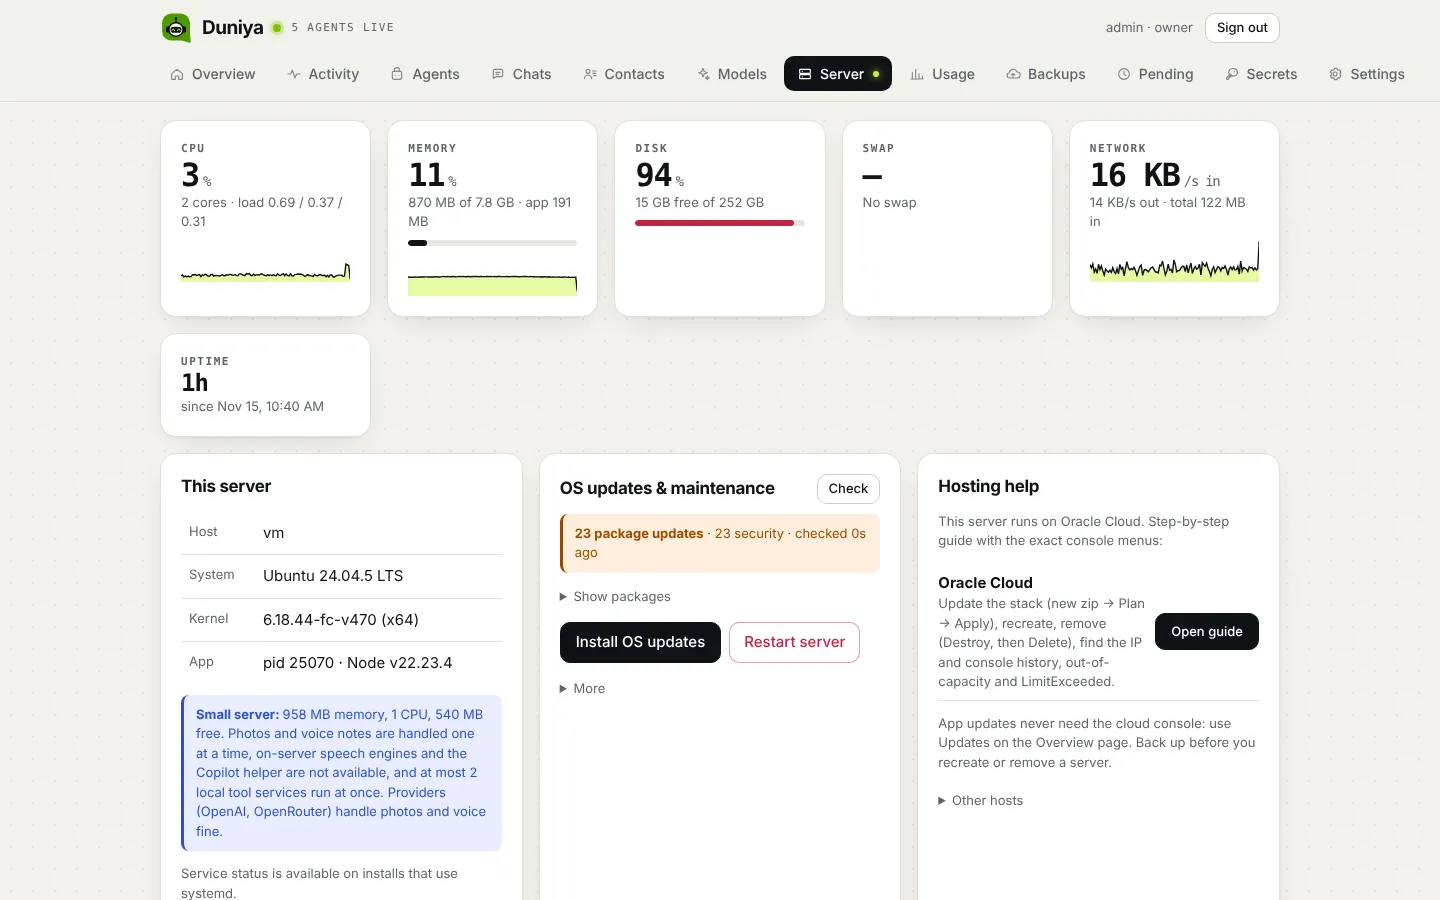 Duniya 5 AGENTS LIVE
admin · owner Sign out
Overview Activity Agents Chats Contacts Models Server Usage Backups Pending Secrets Settings
CPU
3 %
2 cores · load 0.69 / 0.37 /
0.31
MEMORY
11 %
870 MB of 7.8 GB · app 191
MB
DISK
94 %
15 GB free of 252 GB
SWAP
–
No swap
NETWORK
16 KB /s in
14 KB/s out · total 122 MB
in
UPTIME
1h
since Nov 15, 10:40 AM
This server
Host vm
System Ubuntu 24.04.5 LTS
Kernel 6.18.44-fc-v470 (x64)
App pid 25070 · Node v22.23.4
Small server: 958 MB memory, 1 CPU, 540 MB
free. Photos and voice notes are handled one
at a time, on-server speech engines and the
Copilot helper are not available, and at most 2
local tool services run at once. Providers
(OpenAI, OpenRouter) handle photos and voice
fine.
Service status is available on installs that use
systemd.
OS updates & maintenance Check
23 package updates · 23 security · checked 0s
ago
▶ Show packages
Install OS updates Restart server
▶ More
Hosting help
This server runs on Oracle Cloud. Step-by-step
guide with the exact console menus:
Oracle Cloud
Update the stack (new zip → Plan
→ Apply), recreate, remove
(Destroy, then Delete), find the IP
and console history, out-of-
capacity and LimitExceeded.
Open guide
App updates never need the cloud console: use
Updates on the Overview page. Back up before you
recreate or remove a server.
▶ Other hosts